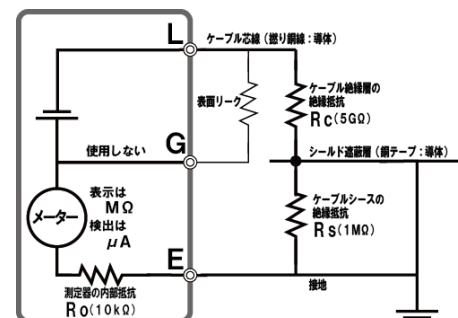 L
ケーブル芯線(撚り銅線:導体)
表面リーク
ケーブル絶縁層の
絶縁抵抗
Rc(5GΩ)
使用しない
G
シールド遮蔽層(銅テープ:導体)
メーター
表示は
MΩ
検出は
μA
ケーブルシースの
絶縁抵抗
Rs(1MΩ)
E
接地
測定器の内部抵抗
Ro(10kΩ)